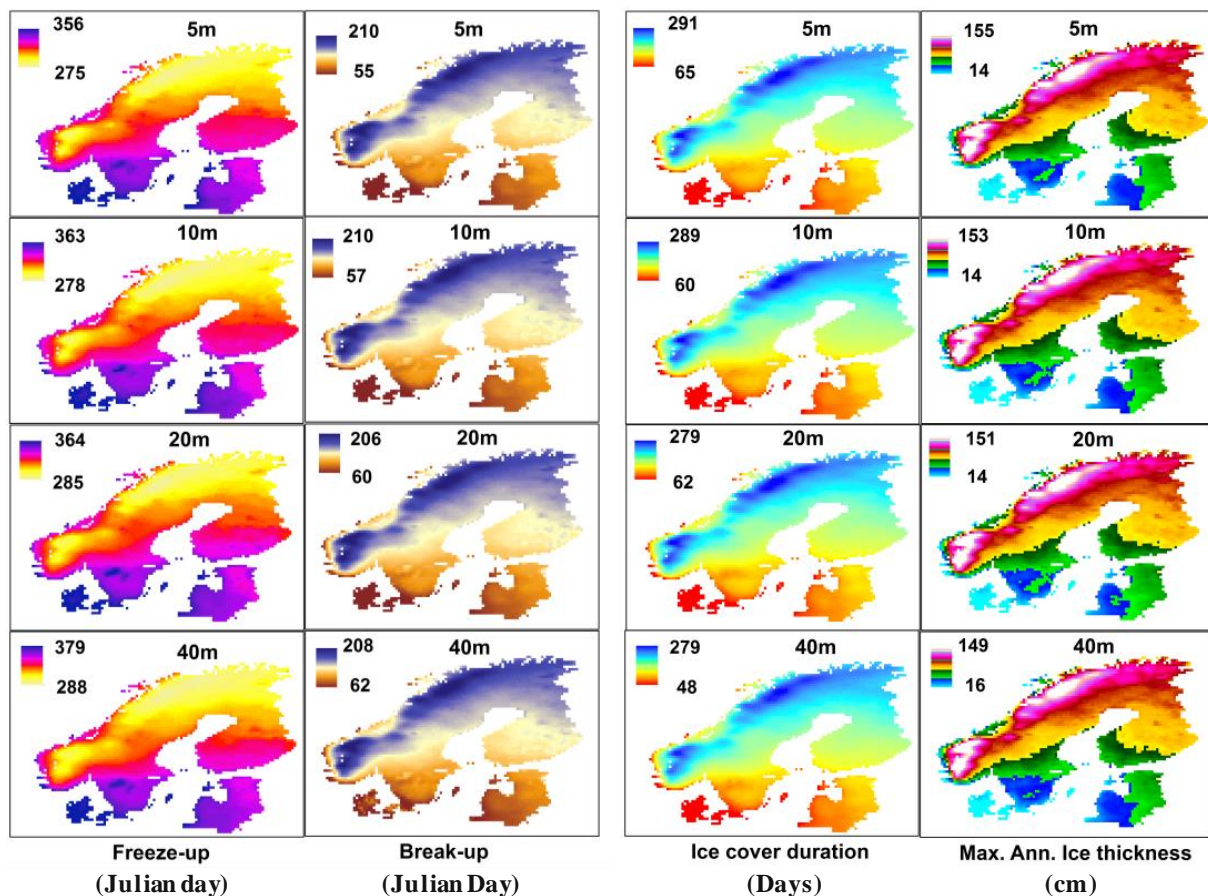 356 5m
275
210 5m
55
291 5m
65
155 5m
14
363 10m
278
210 10m
57
289 10m
60
153 10m
14
364 20m
285
206 20m
60
279 20m
62
151 20m
14
379 40m
288
208 40m
62
279 40m
48
149 40m
16
Freeze-up Break-up Ice cover duration Max. Ann. Ice thickness
(Julian day) (Julian Day) (Days) (cm)